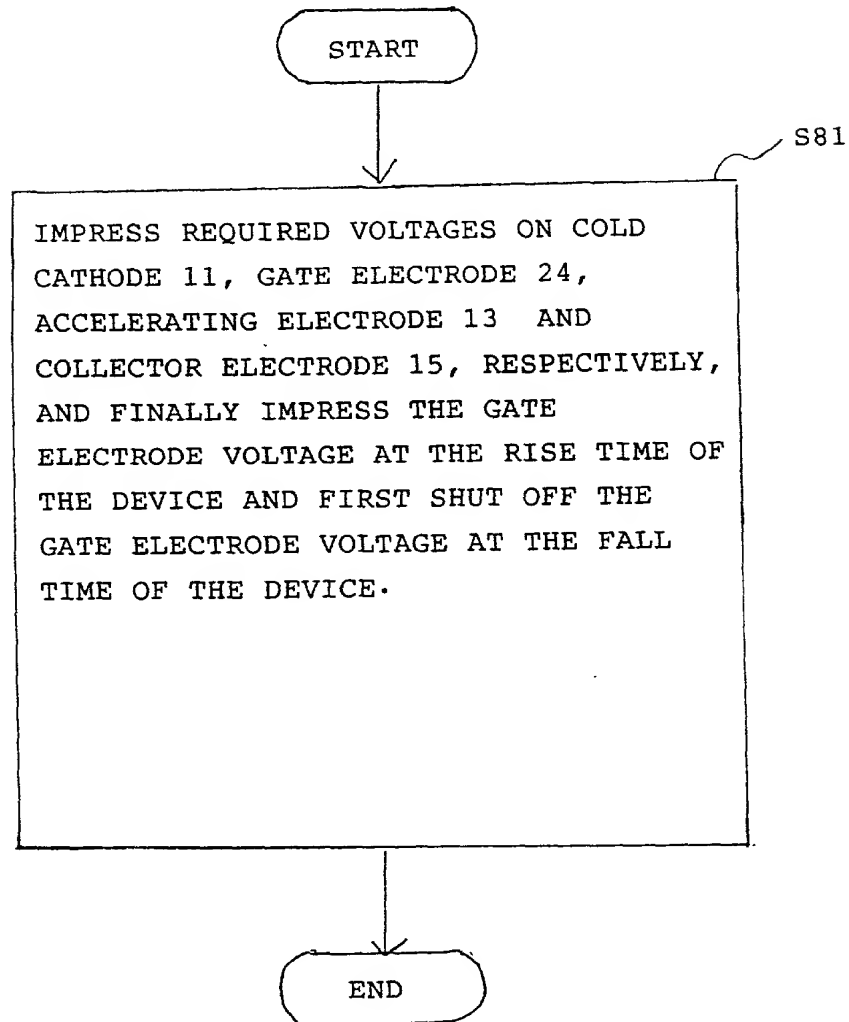 START
S81
IMPRESS REQUIRED VOLTAGES ON COLD
CATHODE 11, GATE ELECTRODE 24,
ACCELERATING ELECTRODE 13 AND
COLLECTOR ELECTRODE 15, RESPECTIVELY,
AND FINALLY IMPRESS THE GATE
ELECTRODE VOLTAGE AT THE RISE TIME OF
THE DEVICE AND FIRST SHUT OFF THE
GATE ELECTRODE VOLTAGE AT THE FALL
TIME OF THE DEVICE.
END